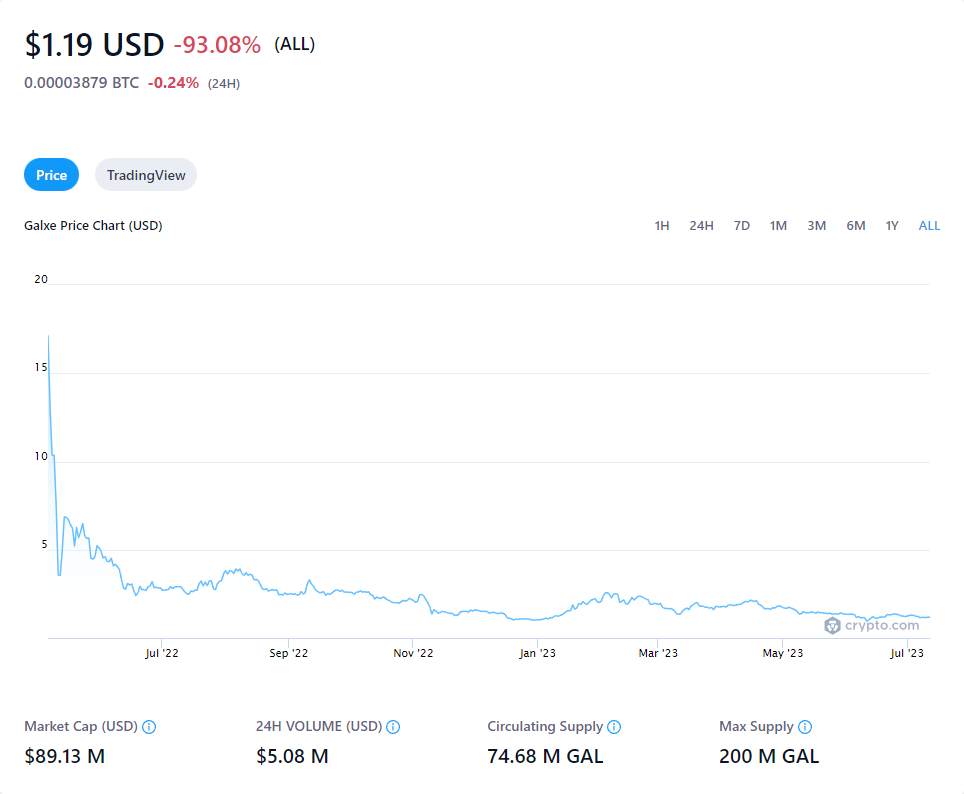 $1.19 USD -93.08% (ALL)
0.00003879 BTC -0.24% (24H)
Price TradingView
Galxe Price Chart (USD) 1H 24H 7D 1M 3M 6M 1Y ALL
20
15
10
5
crypto.com
Jul '22 Sep '22 Nov '22 Jan '23 Mar '23 May '23 Jul '23
Market Cap (USD) 24H VOLUME (USD) Circulating Supply Max Supply
$89.13 M $5.08 M 74.68 M GAL 200 M GAL